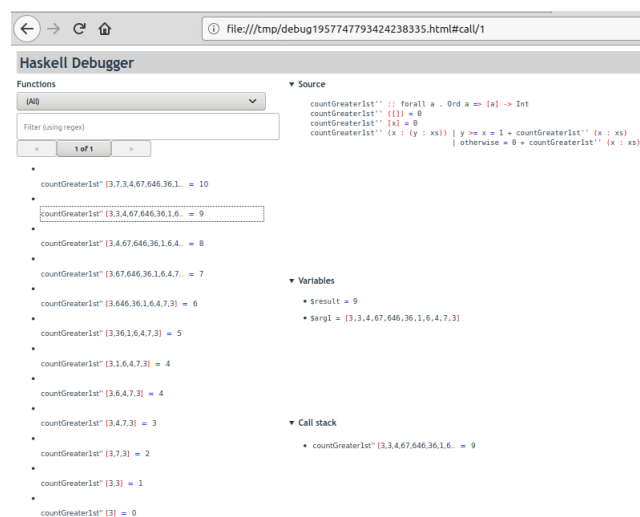 file:///tmp/debug1957747793424238335.html#call/1
Haskell Debugger
Functions
(All)
Filter (using regex)
< 1 of 1 >
countGreater1st'' [3,7,3,4,67,646,36,1.. = 10
countGreater1st'' [3,3,4,67,646,36,1,6.. = 9
countGreater1st'' [3,4,67,646,36,1,6,4.. = 8
countGreater1st'' [3,67,646,36,1,6,4,7.. = 7
countGreater1st'' [3,646,36,1,6,4,7,3] = 6
countGreater1st'' [3,36,1,6,4,7,3] = 5
countGreater1st'' [3,1,6,4,7,3] = 4
countGreater1st'' [3,6,4,7,3] = 4
countGreater1st'' [3,4,7,3] = 3
countGreater1st'' [3,7,3] = 2
countGreater1st'' [3,3] = 1
countGreater1st'' [3] = 0
▼ Source
countGreater1st'' :: forall a . Ord a => [a] -> Int
countGreater1st'' ([]) = 0
countGreater1st'' [x] = 0
countGreater1st'' (x : (y : xs)) | y >= x = 1 + countGreater1st'' (x : xs)
| otherwise = 0 + countGreater1st'' (x : xs)
▼ Variables
• $result = 9
• $arg1 = [3,3,4,67,646,36,1,6,4,7,3]
▼ Call stack
• countGreater1st'' [3,3,4,67,646,36,1,6.. = 9